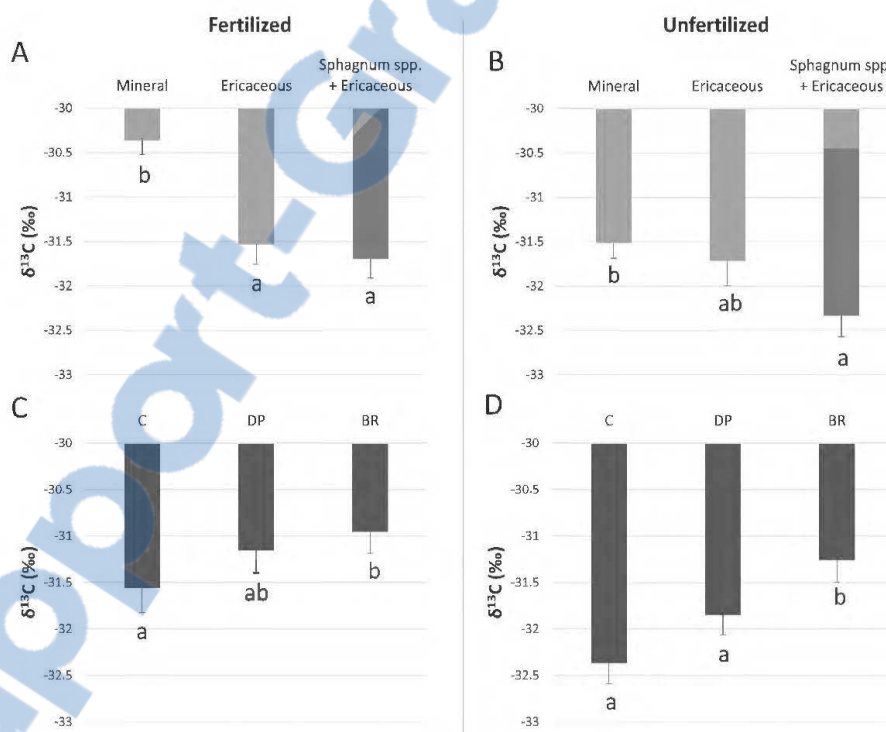 Fertilized
Unfertilized
A
Mineral
Ericaceous
Sphagnum spp.
+ Ericaceous
-30
-30.5
-31
-31.5
-32
-32.5
-33
δ¹³C (‰)
b
a
a
B
Mineral
Ericaceous
Sphagnum spp
+ Ericaceous
-30
-30.5
-31
-31.5
-32
-32.5
-33
δ¹³C (‰)
b
ab
a
C
C
DP
BR
-30
-30.5
-31
-31.5
-32
-32.5
-33
δ¹³C (‰)
a
ab
b
D
C
DP
BR
-30
-30.5
-31
-31.5
-32
-32.5
-33
δ¹³C (‰)
a
a
b
pport-Gr